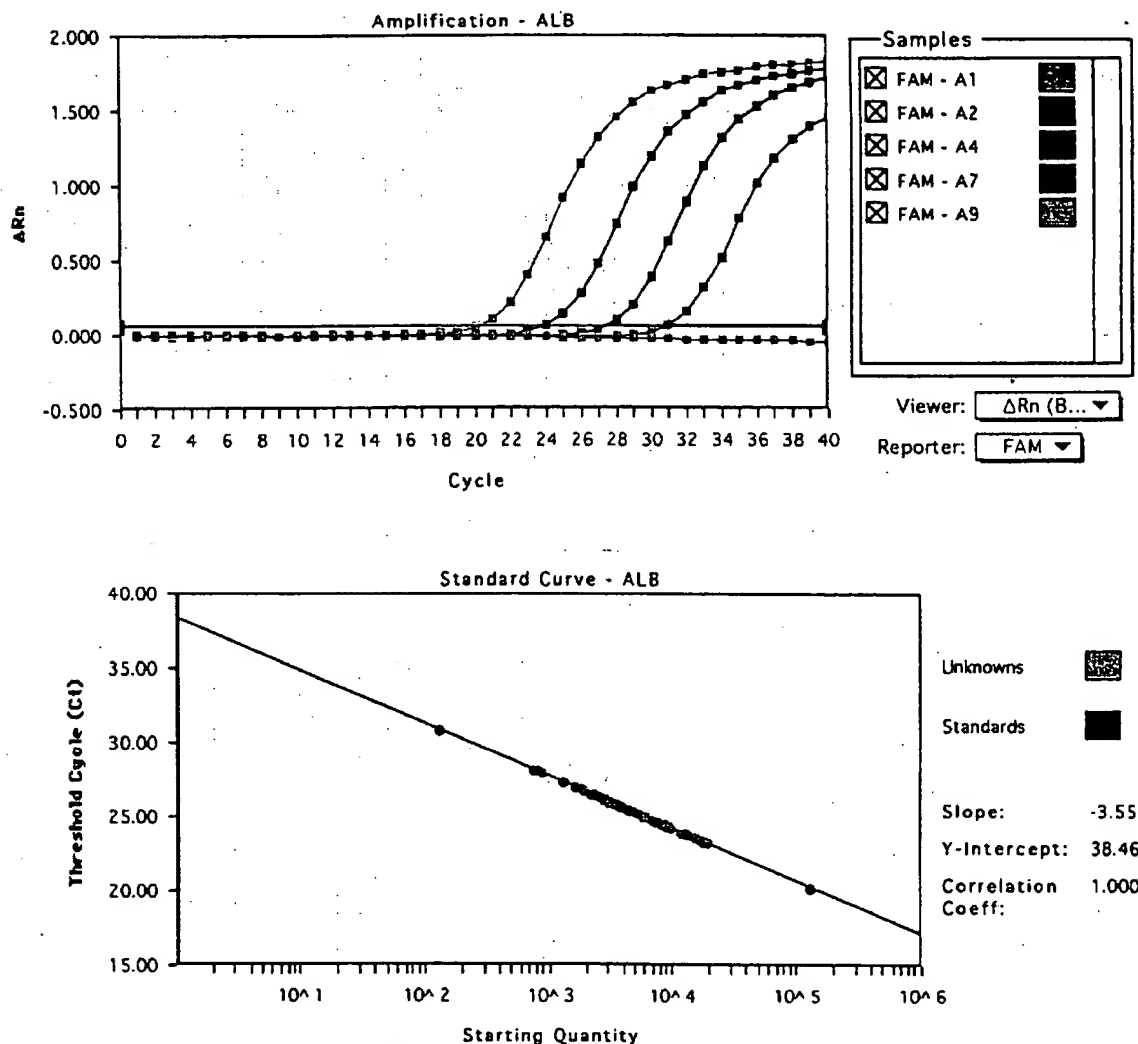 Amplification - ALB
2.000
1.500
1.000
0.500
0.000
-0.500
ΔRn
0 2 4 6 8 10 12 14 16 18 20 22 24 26 28 30 32 34 36 38 40
Cycle
Samples
FAM - A1
FAM - A2
FAM - A4
FAM - A7
FAM - A9
Viewer: ΔRn (B... ▼
Reporter: FAM ▼
Standard Curve - ALB
40.00
35.00
30.00
25.00
20.00
15.00
Threshold Cycle (Ct)
10^1 10^2 10^3 10^4 10^5 10^6
Starting Quantity
Unknowns
Standards
Slope: -3.55
Y-Intercept: 38.46
Correlation 1.000
Coeff: